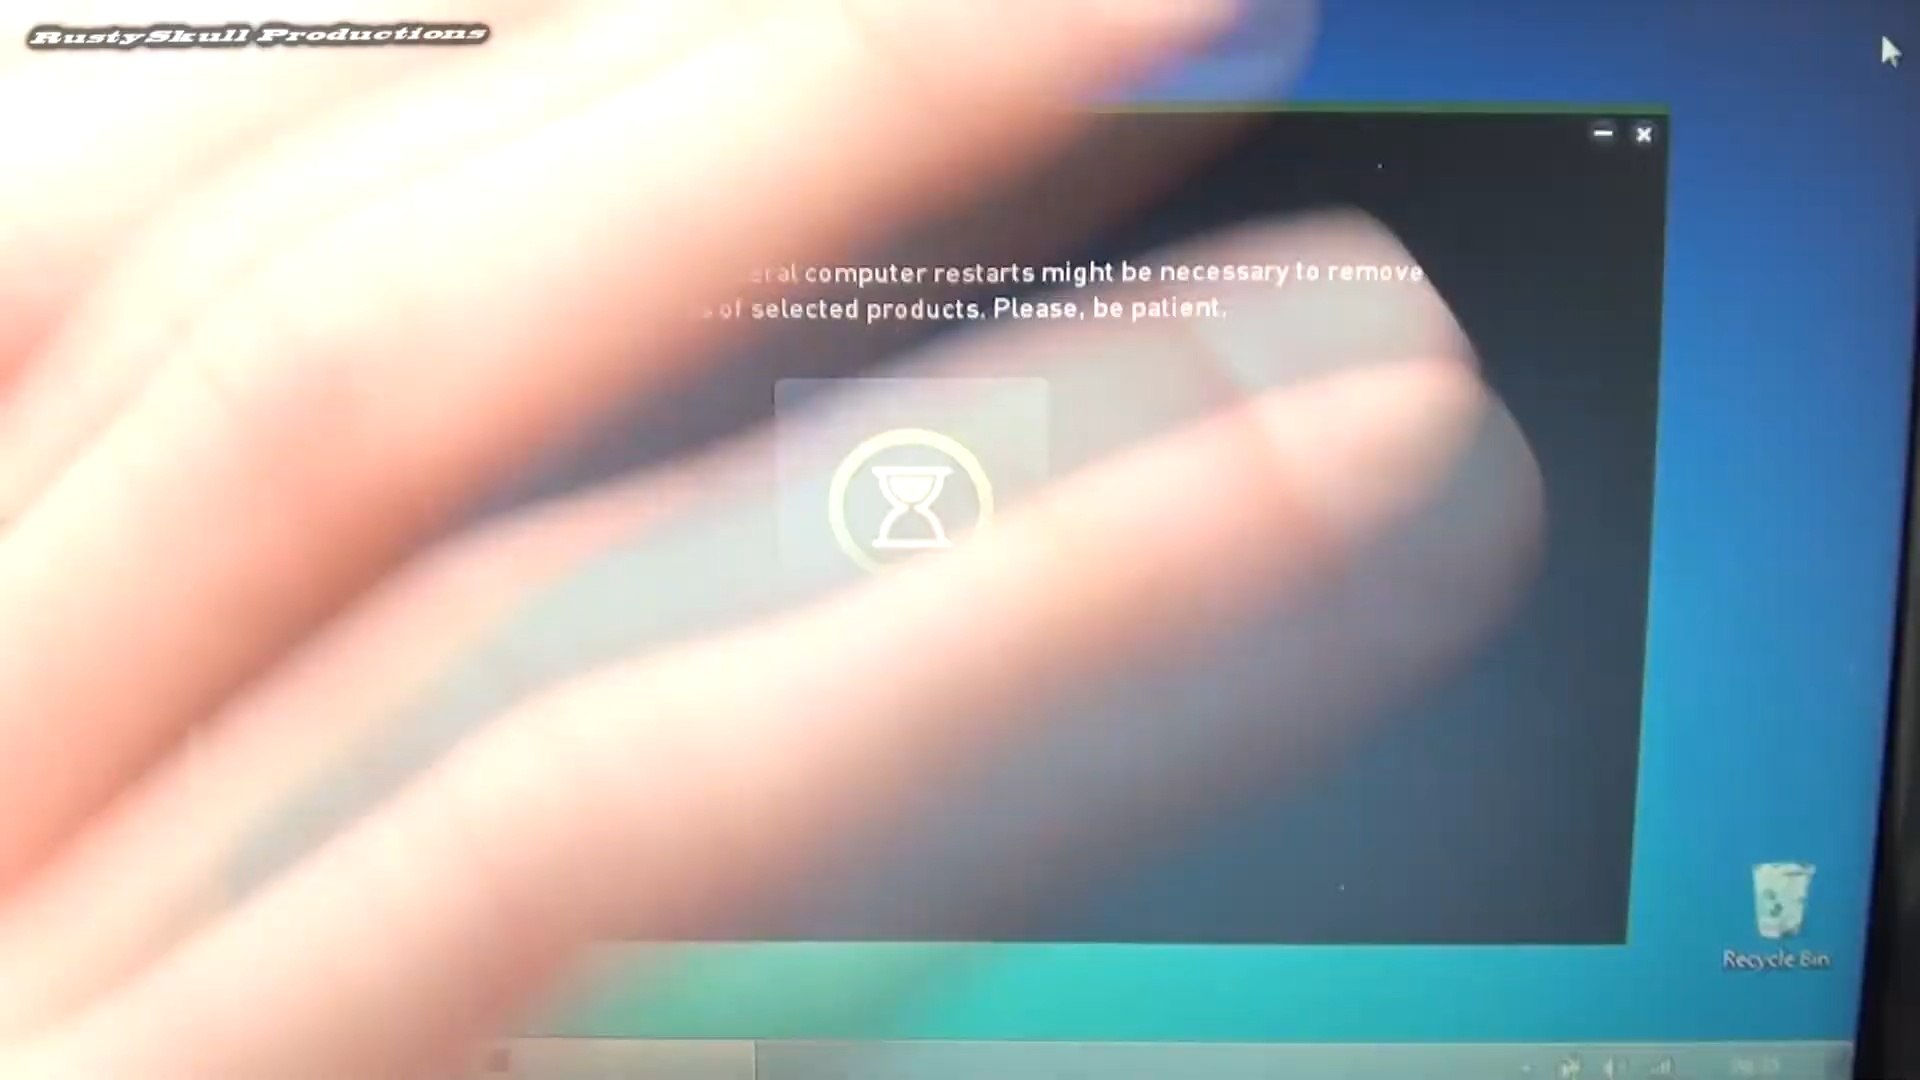 RustySkull Productions
computer restarts might be necessary to remove
of selected products. Please, be patient.
Recycle Bin